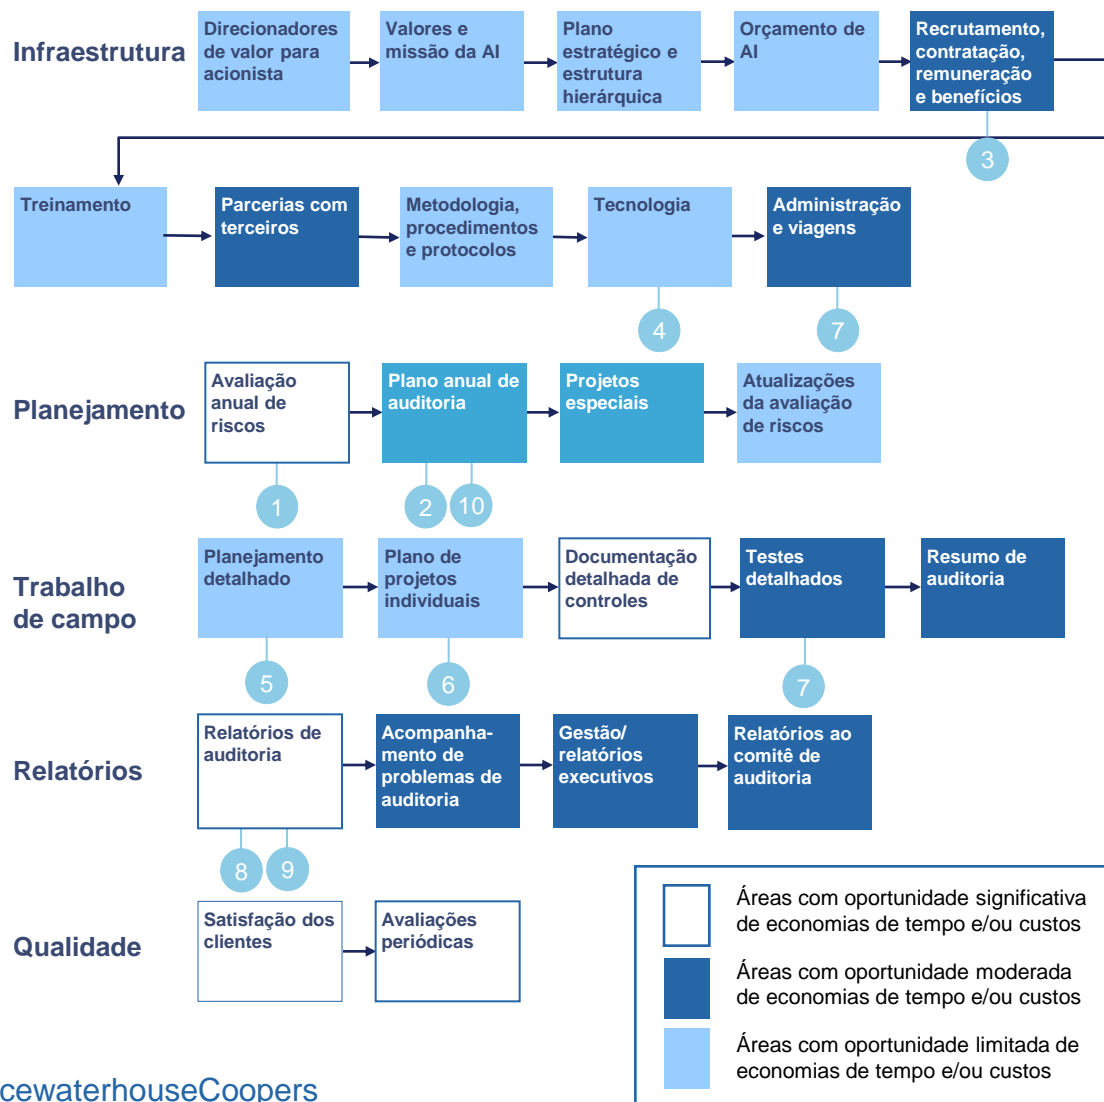 Infraestrutura
Direcionadores
de valor para
acionista
Valores e
missão da AI
Plano
estratégico e
estrutura
hierárquica
Orçamento de
AI
Recrutamento,
contratação,
remuneração
e benefícios
3
Treinamento
Parcerias com
terceiros
Metodologia,
procedimentos
e protocolos
Tecnologia
Administração
e viagens
4
7
Planejamento
Avaliação
anual de
riscos
Plano anual de
auditoria
Projetos
especiais
Atualizações
da avaliação
de riscos
1
2
10
Trabalho
de campo
Planejamento
detalhado
Plano de
projetos
individuais
Documentação
detalhada de
controles
Testes
detalhados
Resumo de
auditoria
5
6
7
Relatórios
Relatórios de
auditoria
Acompanha-
mento de
problemas de
auditoria
Gestão/
relatórios
executivos
Relatórios ao
comitê de
auditoria
8
9
Qualidade
Satisfação dos
clientes
Avaliações
periódicas
Áreas com oportunidade significativa
de economias de tempo e/ou custos
Áreas com oportunidade moderada
de economias de tempo e/ou custos
Áreas com oportunidade limitada de
economias de tempo e/ou custos
cewaterhouseCoopers